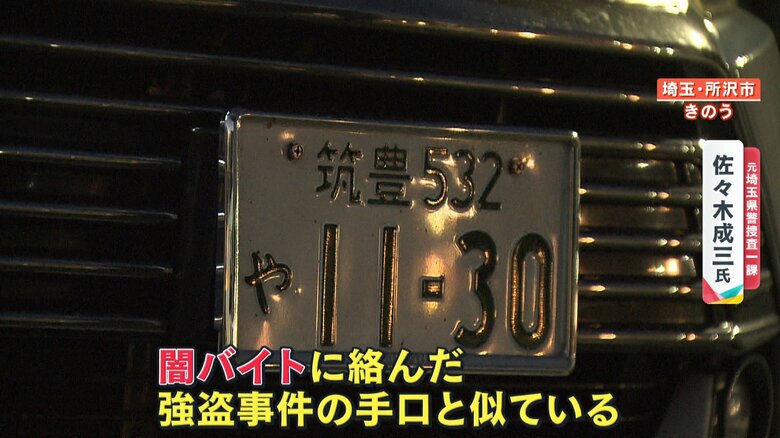 埼玉・所沢市
きのう
元埼玉県警捜査一課
佐々木成三氏
筑豊532
や 11-30
闇バイトに絡んだ
強盗事件の手口と似ている